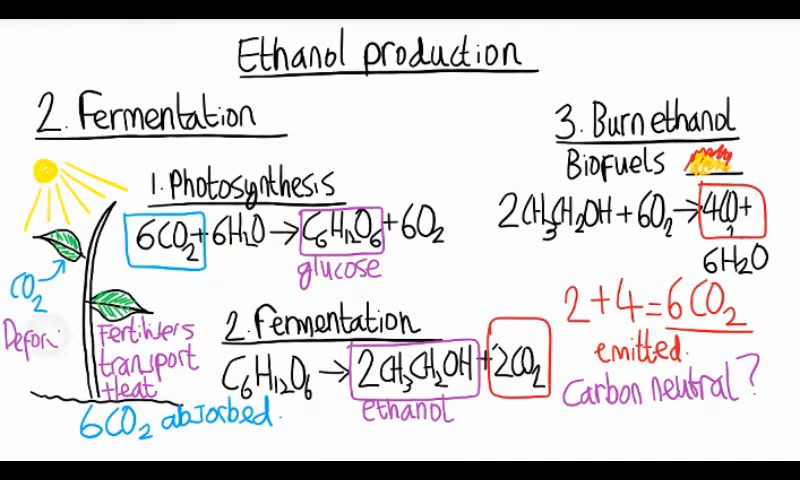 Ethanol production
2. Fermentation
1. Photosynthesis
6CO₂+6H₂O→C₆H₁₂O₆+6O₂
glucose
CO₂
Fertilivers
transport
+Heat
6CO₂ absorbed.
2. Fermentation
C₆H₁₂O₆→2CH₃CH₂OH+2CO₂
ethanol
3. Burn ethanol
Biofuels
2CH₃CH₂OH+6O₂→4CO₂+
6H2O
2+4=6CO₂
emitted.
Carbon neutral?